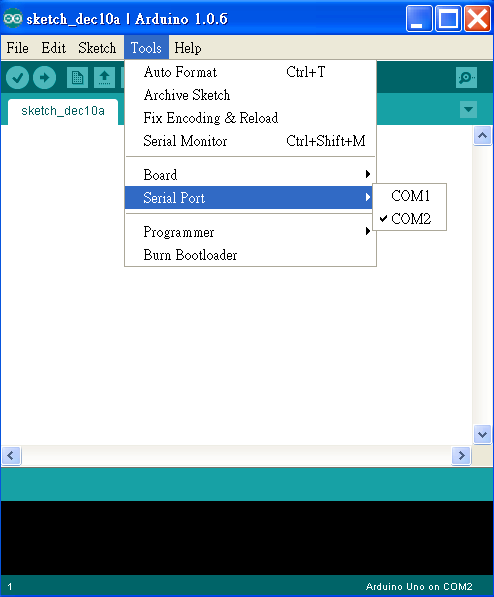 sketch_dec10a | Arduino 1.0.6
File Edit Sketch Tools Help
sketch_dec10a
Auto Format Ctrl+T
Archive Sketch
Fix Encoding & Reload
Serial Monitor Ctrl+Shift+M
Board
Serial Port
COM1
COM2
Programmer
Burn Bootloader
1 Arduino Uno on COM2